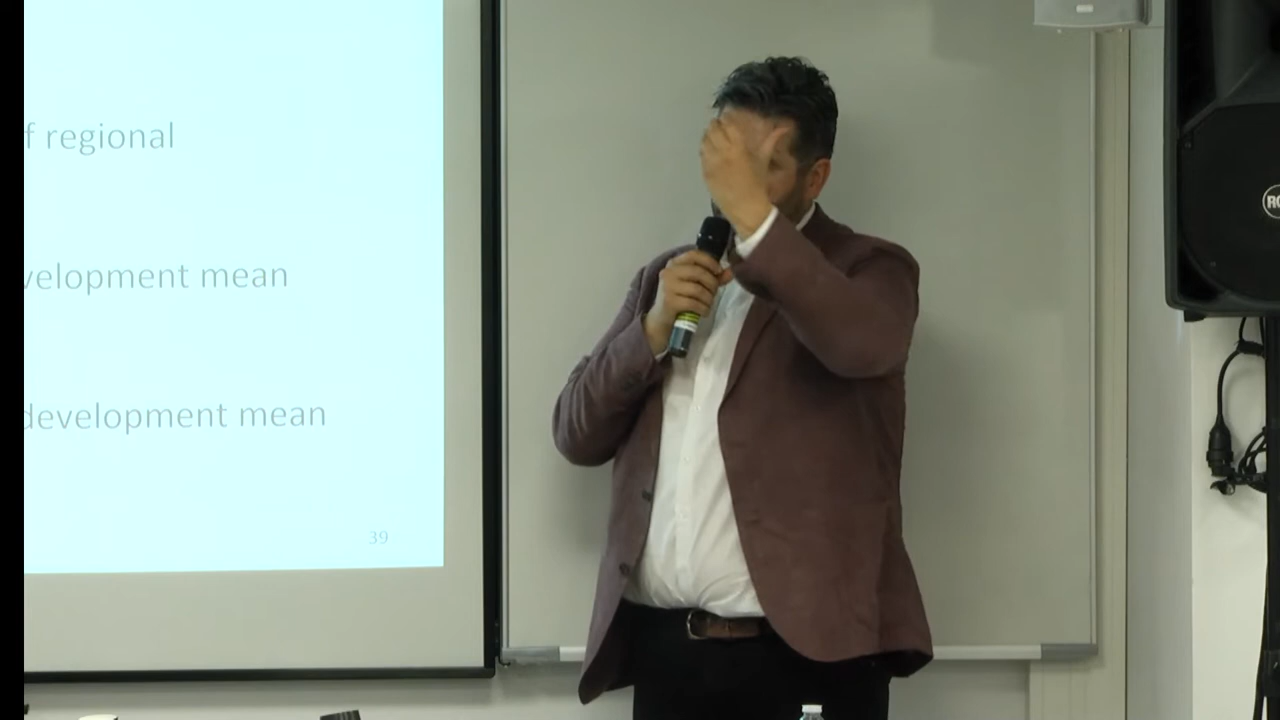 f regional
velopment mean
development mean
39